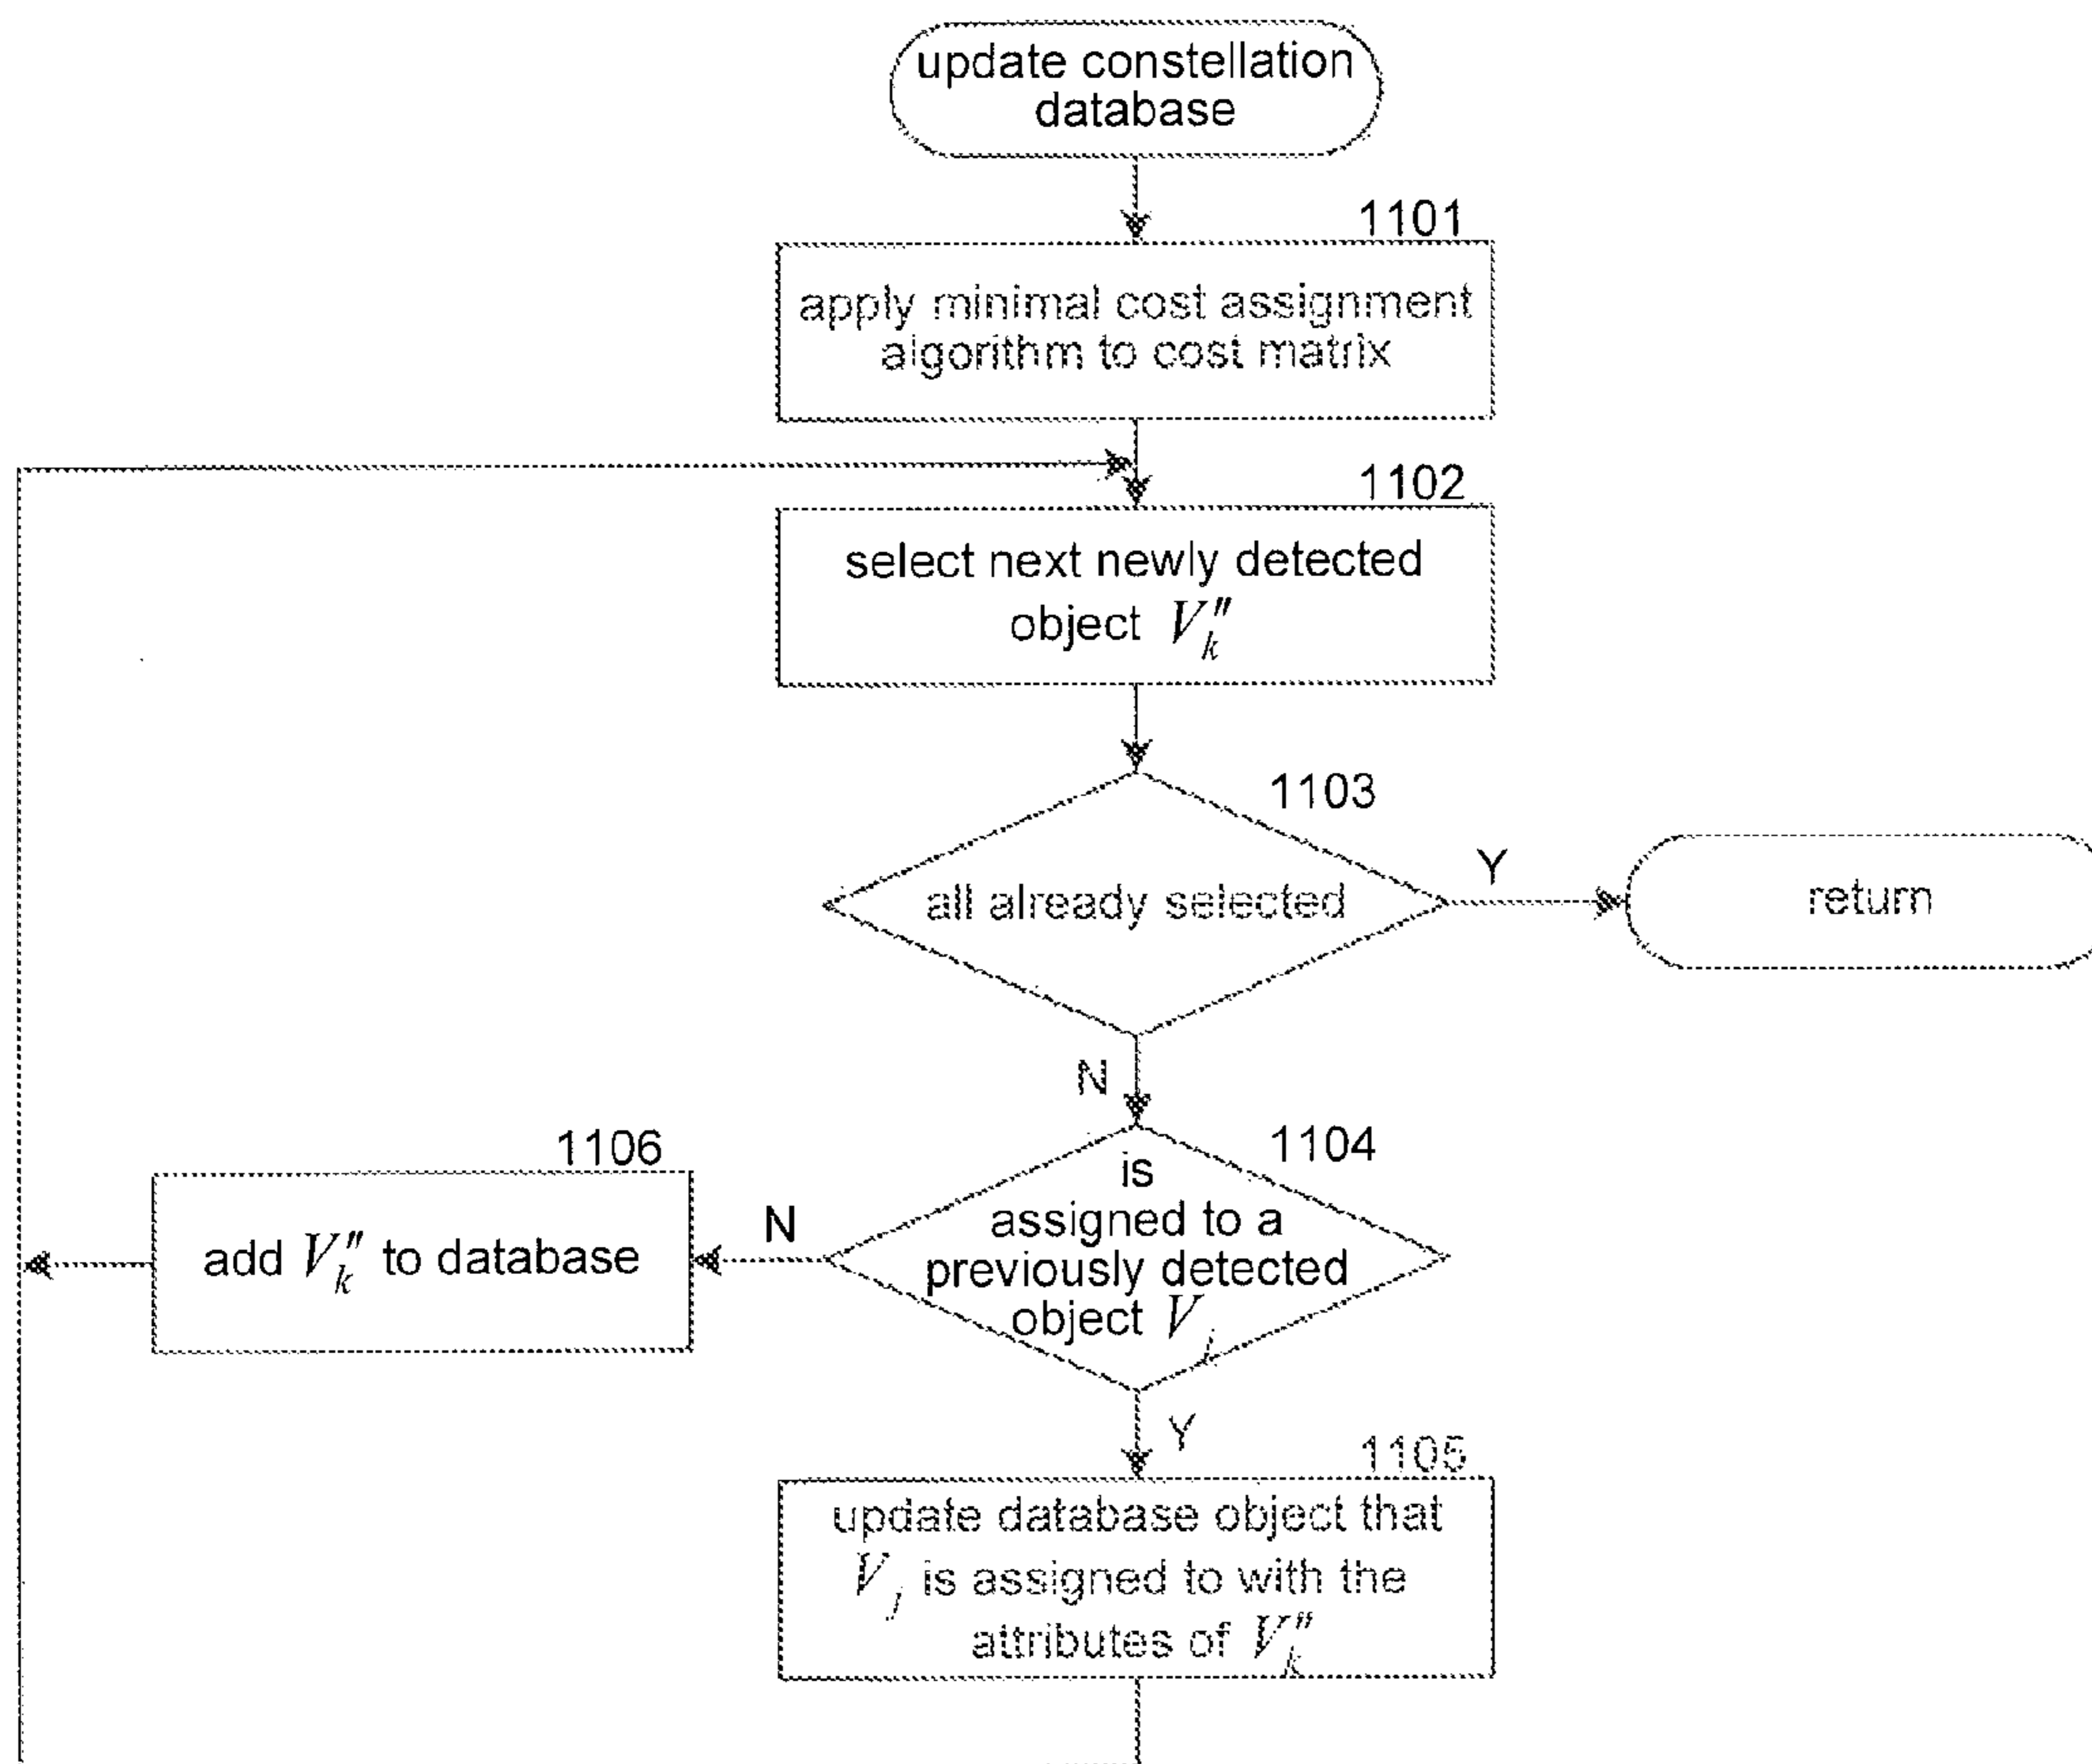 update constellation
database
1101
apply minimal cost assignment
algorithm to cost matrix
1102
select next newly detected
object V″ₖ
1103
all already selected
Y
return
N
1104
is
assigned to a
previously detected
object Vⱼ
N
1106
add V″ₖ to database
Y
1105
update database object that
Vⱼ is assigned to with the
attributes of V″ₖ